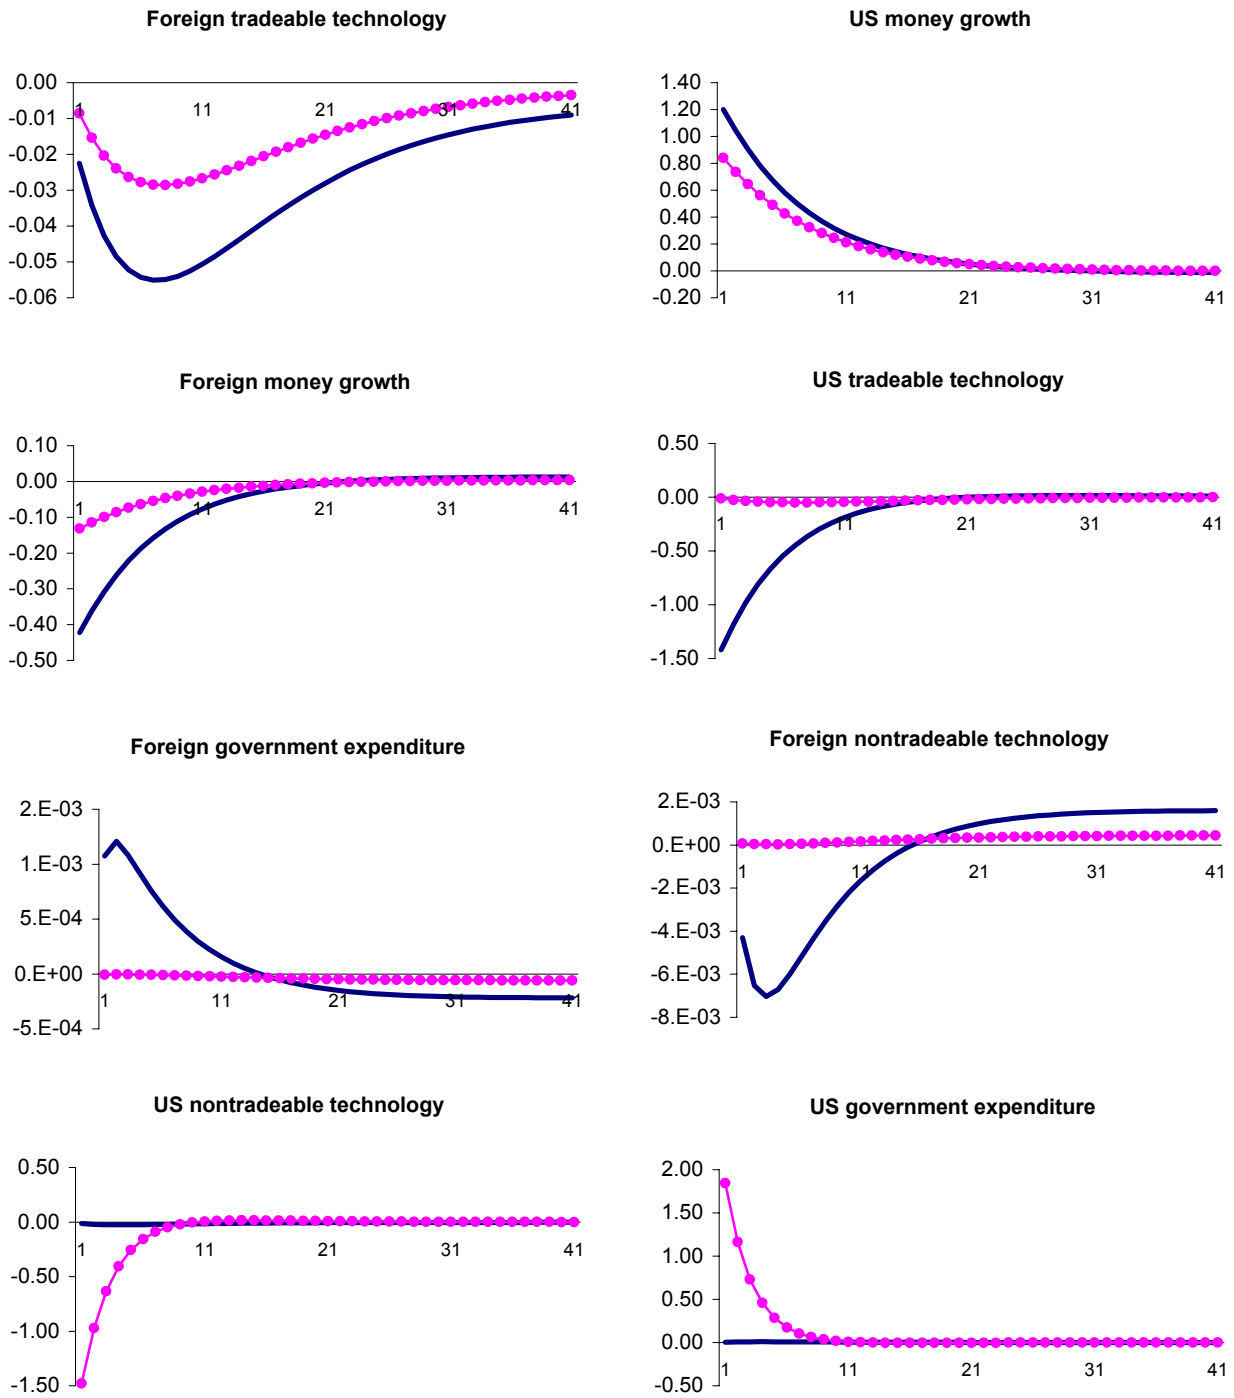 Foreign tradeable technology
0.00
-0.01
-0.02
-0.03
-0.04
-0.05
-0.06
1 11 21 31 41
US money growth
1.40
1.20
1.00
0.80
0.60
0.40
0.20
0.00
-0.20
1 11 21 31 41
Foreign money growth
0.10
0.00
-0.10
-0.20
-0.30
-0.40
-0.50
1 11 21 31 41
US tradeable technology
0.50
0.00
-0.50
-1.00
-1.50
1 11 21 31 41
Foreign government expenditure
2.E-03
1.E-03
5.E-04
0.E+00
-5.E-04
1 11 21 31 41
Foreign nontradeable technology
2.E-03
0.E+00
-2.E-03
-4.E-03
-6.E-03
-8.E-03
1 11 21 31 41
US nontradeable technology
0.50
0.00
-0.50
-1.00
-1.50
1 11 21 31 41
US government expenditure
2.00
1.50
1.00
0.50
0.00
-0.50
1 11 21 31 41